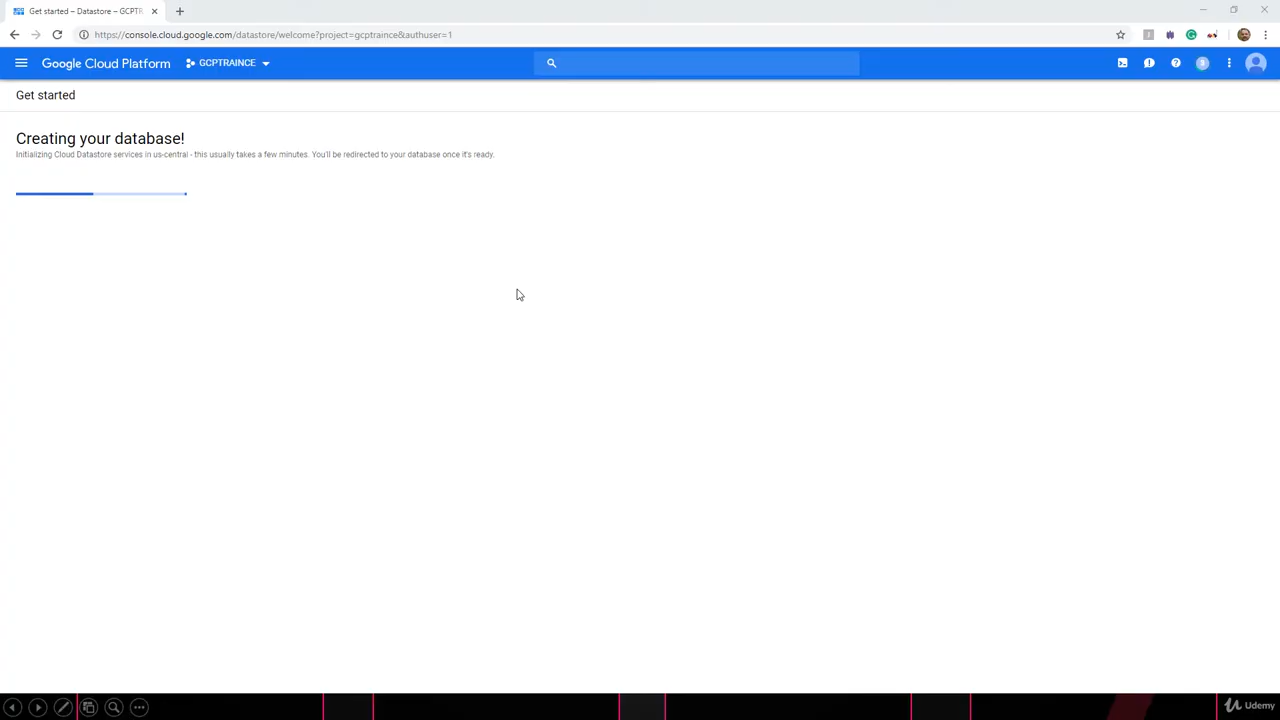 Get started – Datastore – GCPTR
https://console.cloud.google.com/datastore/welcome?project=gcptraince&authuser=1
Google Cloud Platform
GCPTRAINCE
3
Get started
Creating your database!
Initializing Cloud Datastore services in us-central - this usually takes a few minutes. You'll be redirected to your database once it's ready.
Udemy